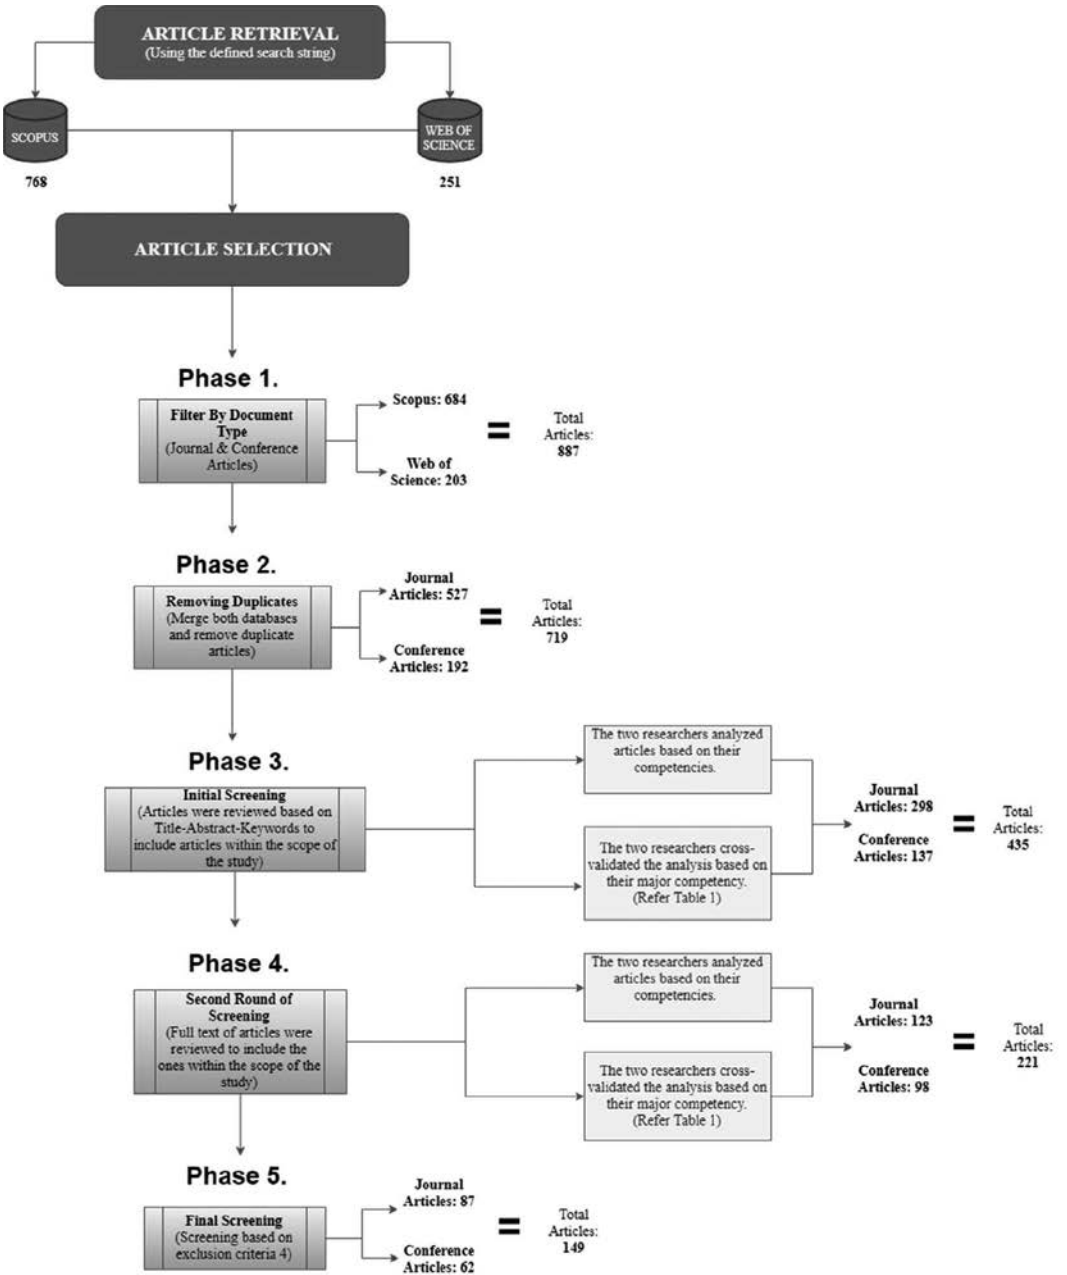 ARTICLE RETRIEVAL
(Using the defined search string)
SCOPUS
WEB OF
SCIENCE
768
251
ARTICLE SELECTION
Phase 1.
Filter By Document
Type
(Journal & Conference
Articles)
Scopus: 684
Web of
Science: 203
=
Total
Articles:
887
Phase 2.
Removing Duplicates
(Merge both databases
and remove duplicate
articles)
Journal
Articles: 527
Conference
Articles: 192
=
Total
Articles:
719
Phase 3.
Initial Screening
(Articles were reviewed based on
Title-Abstract-Keywords to
include articles within the scope of
the study)
The two researchers analyzed
articles based on their
competencies.
The two researchers cross-
validated the analysis based on
their major competency.
(Refer Table 1)
Journal
Articles: 298
Conference
Articles: 137
=
Total
Articles:
435
Phase 4.
Second Round of
Screening
(Full text of articles were
reviewed to include the
ones within the scope of the
study)
The two researchers analyzed
articles based on their
competencies.
The two researchers cross-
validated the analysis based on
their major competency.
(Refer Table 1)
Journal
Articles: 123
Conference
Articles: 98
=
Total
Articles:
221
Phase 5.
Final Screening
(Screening based on
exclusion criteria 4)
Journal
Articles: 87
Conference
Articles: 62
=
Total
Articles:
149